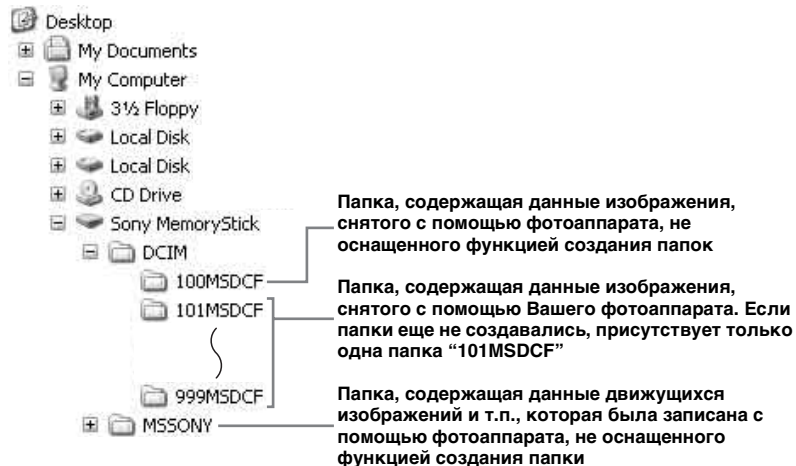 Desktop
My Documents
My Computer
3½ Floppy
Local Disk
Local Disk
CD Drive
Sony MemoryStick
DCIM
100MSDCF
101MSDCF
999MSDCF
MSSONY
Папка, содержащая данные изображения,
снятого с помощью фотоаппарата, не
оснащенного функцией создания папок
Папка, содержащая данные изображения,
снятого с помощью Вашего фотоаппарата. Если
папки еще не создавались, присутствует только
одна папка “101MSDCF”
Папка, содержащая данные движущихся
изображений и т.п., которая была записана с
помощью фотоаппарата, не оснащенного
функцией создания папки